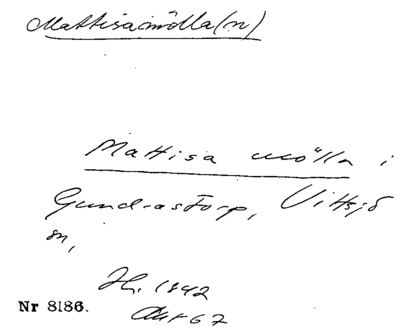 Mattisamölla(n)
Mattisa mölla i
Gundrastorp, Vittsjö
sn,
1842
Nr 8186.